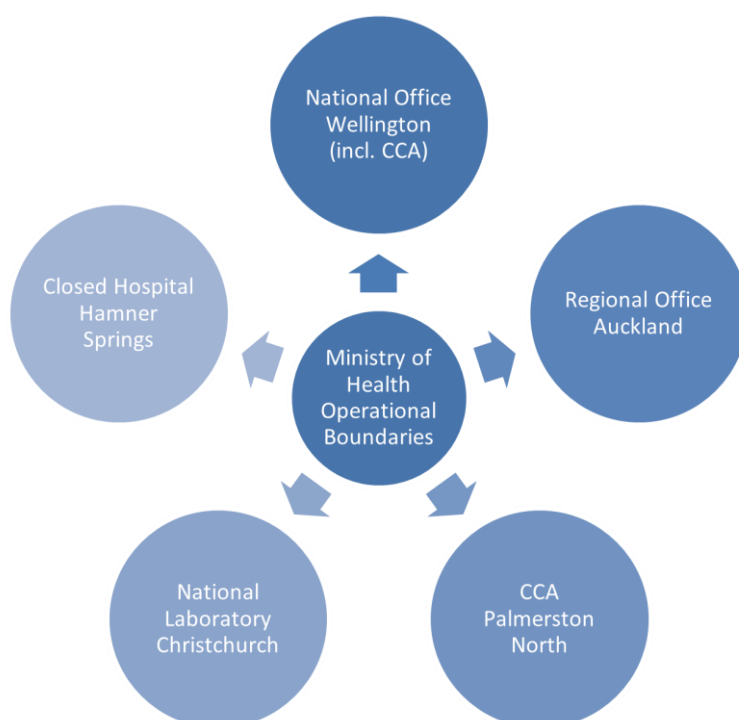 National Office
Wellington
(incl. CCA)
Regional Office
Auckland
CCA
Palmerston
North
National
Laboratory
Christchurch
Closed Hospital
Hamner
Springs
Ministry of
Health
Operational
Boundaries